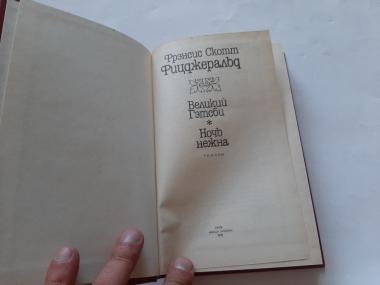 Фрэнсис Скотт
Фицджеральд
Великий
Гэтсби
*
Ночь
нежна